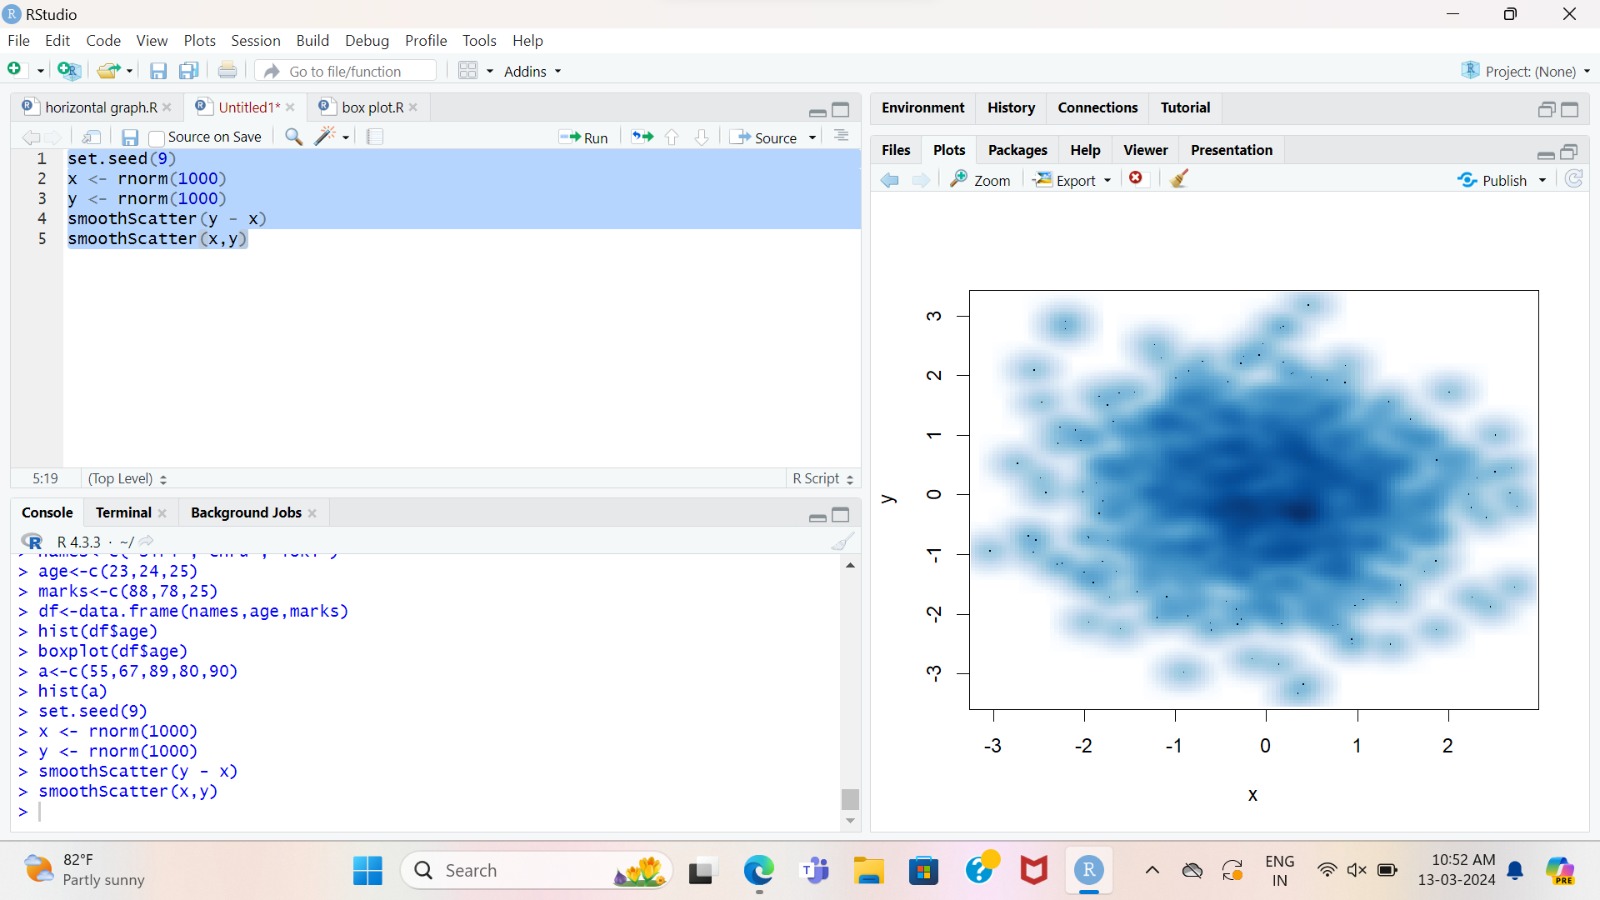 RStudio
File Edit Code View Plots Session Build Debug Profile Tools Help
Go to file/function Addins Project: (None)
horizontal graph.R Untitled1* box plot.R
Source on Save Run Source
1 set.seed(9)
2 x <- rnorm(1000)
3 y <- rnorm(1000)
4 smoothScatter(y - x)
5 smoothScatter(x,y)
5:19 (Top Level) R Script
Console Terminal Background Jobs
R 4.3.3 · ~/
> age<-c(23,24,25)
> marks<-c(88,78,25)
> df<-data.frame(names,age,marks)
> hist(df$age)
> boxplot(df$age)
> a<-c(55,67,89,80,90)
> hist(a)
> set.seed(9)
> x <- rnorm(1000)
> y <- rnorm(1000)
> smoothScatter(y - x)
> smoothScatter(x,y)
>
Environment History Connections Tutorial
Files Plots Packages Help Viewer Presentation
Zoom Export Publish
3
2
1
0
-1
-2
-3
y
-3 -2 -1 0 1 2
x
82°F
Partly sunny
Search
ENG
IN
10:52 AM
13-03-2024
PRE